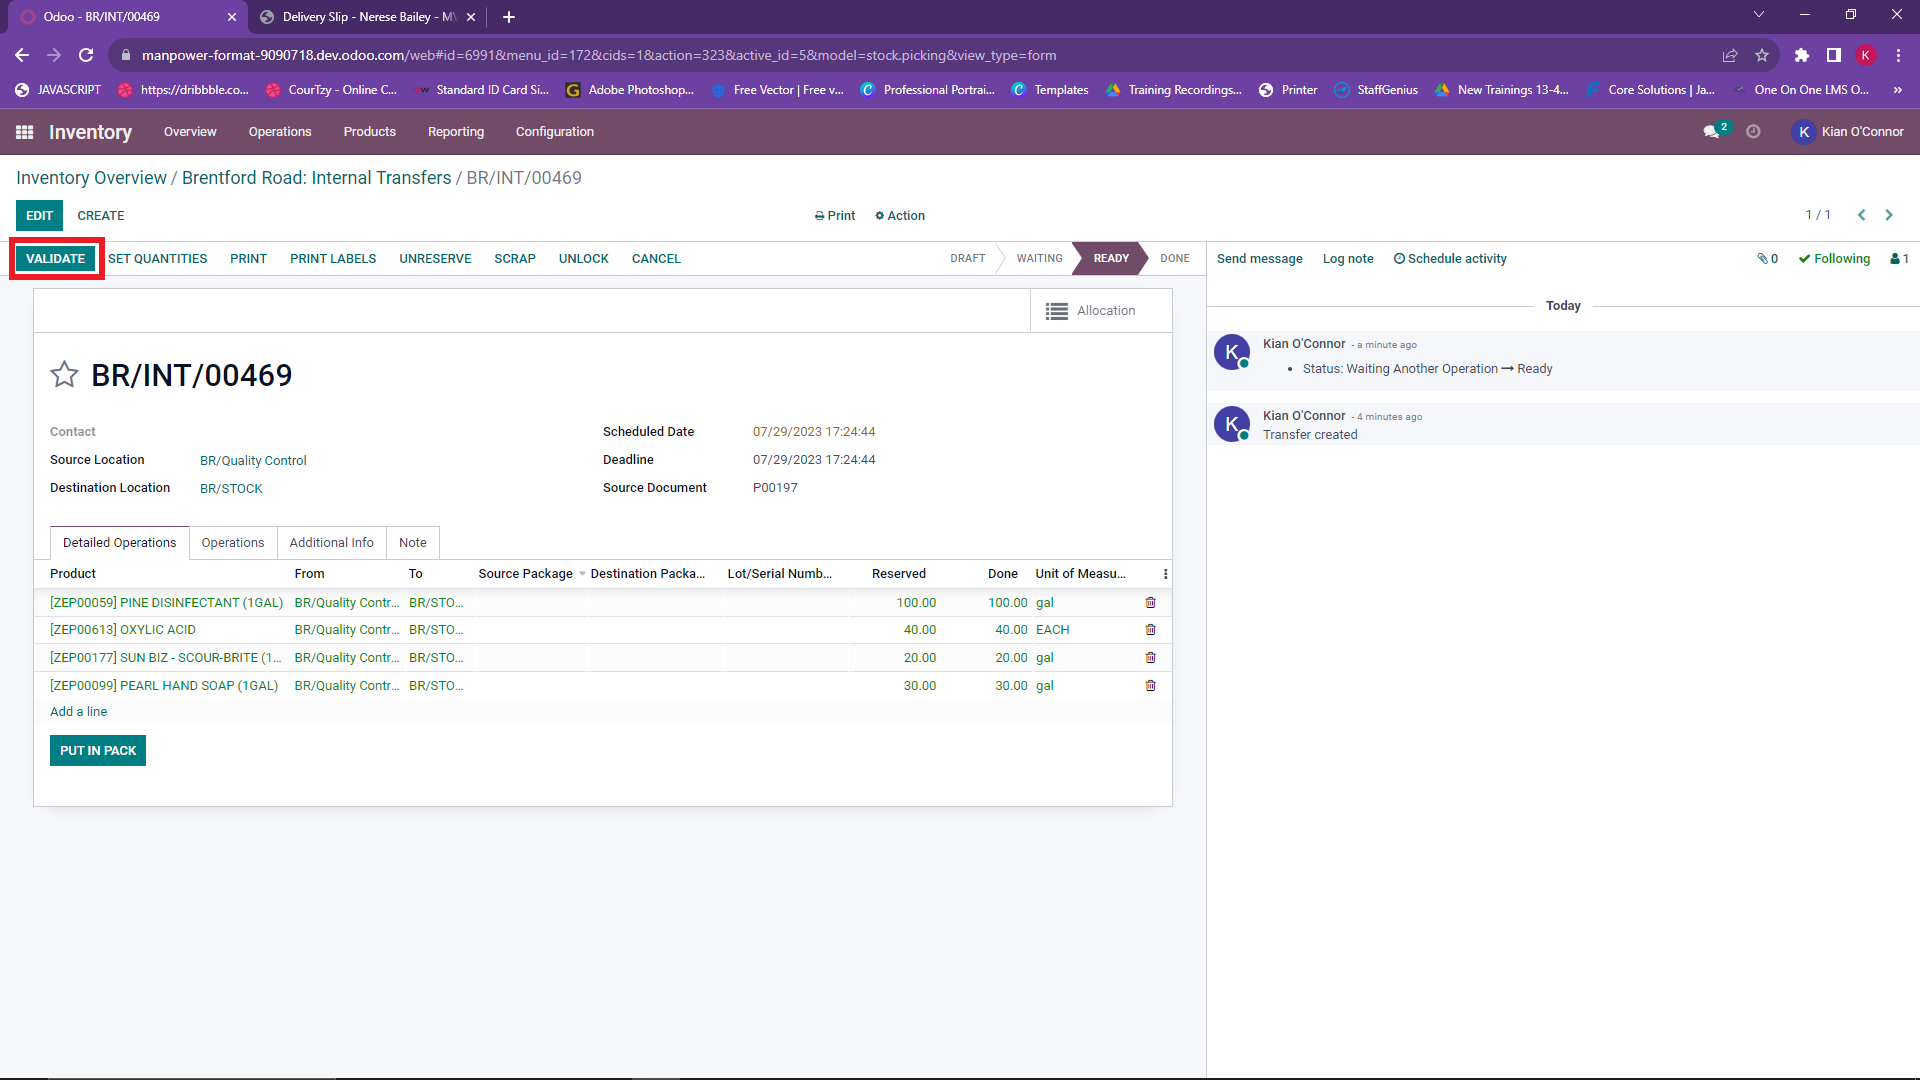 Odoo - BR/INT/00469
Delivery Slip - Nerese Bailey - M
manpower-format-9090718.dev.odoo.com/web#id=6991&menu_id=172&cids=1&action=323&active_id=5&model=stock.picking&view_type=form
K
JAVASCRIPT
https://dribbble.co...
CourTzy - Online C...
Standard ID Card Si...
Adobe Photoshop...
Free Vector | Free v...
Professional Portrai...
Templates
Training Recordings...
Printer
StaffGenius
New Trainings 13-4...
Core Solutions | Ja...
One On One LMS O...
»
Inventory
Overview
Operations
Products
Reporting
Configuration
2
K
Kian O'Connor
Inventory Overview / Brentford Road: Internal Transfers / BR/INT/00469
EDIT
CREATE
Print
Action
1 / 1
VALIDATE
SET QUANTITIES
PRINT
PRINT LABELS
UNRESERVE
SCRAP
UNLOCK
CANCEL
DRAFT
WAITING
READY
DONE
Send message
Log note
Schedule activity
0
Following
1
Allocation
Today
BR/INT/00469
K
Kian O'Connor - a minute ago
• Status: Waiting Another Operation → Ready
K
Kian O'Connor - 4 minutes ago
Transfer created
Contact
Source Location BR/Quality Control
Destination Location BR/STOCK
Scheduled Date 07/29/2023 17:24:44
Deadline 07/29/2023 17:24:44
Source Document P00197
Detailed Operations
Operations
Additional Info
Note
Product From To Source Package Destination Packa... Lot/Serial Numb... Reserved Done Unit of Measu...
[ZEP00059] PINE DISINFECTANT (1GAL) BR/Quality Contr... BR/STO... 100.00 100.00 gal
[ZEP00613] OXYLIC ACID BR/Quality Contr... BR/STO... 40.00 40.00 EACH
[ZEP00177] SUN BIZ - SCOUR-BRITE (1... BR/Quality Contr... BR/STO... 20.00 20.00 gal
[ZEP00099] PEARL HAND SOAP (1GAL) BR/Quality Contr... BR/STO... 30.00 30.00 gal
Add a line
PUT IN PACK